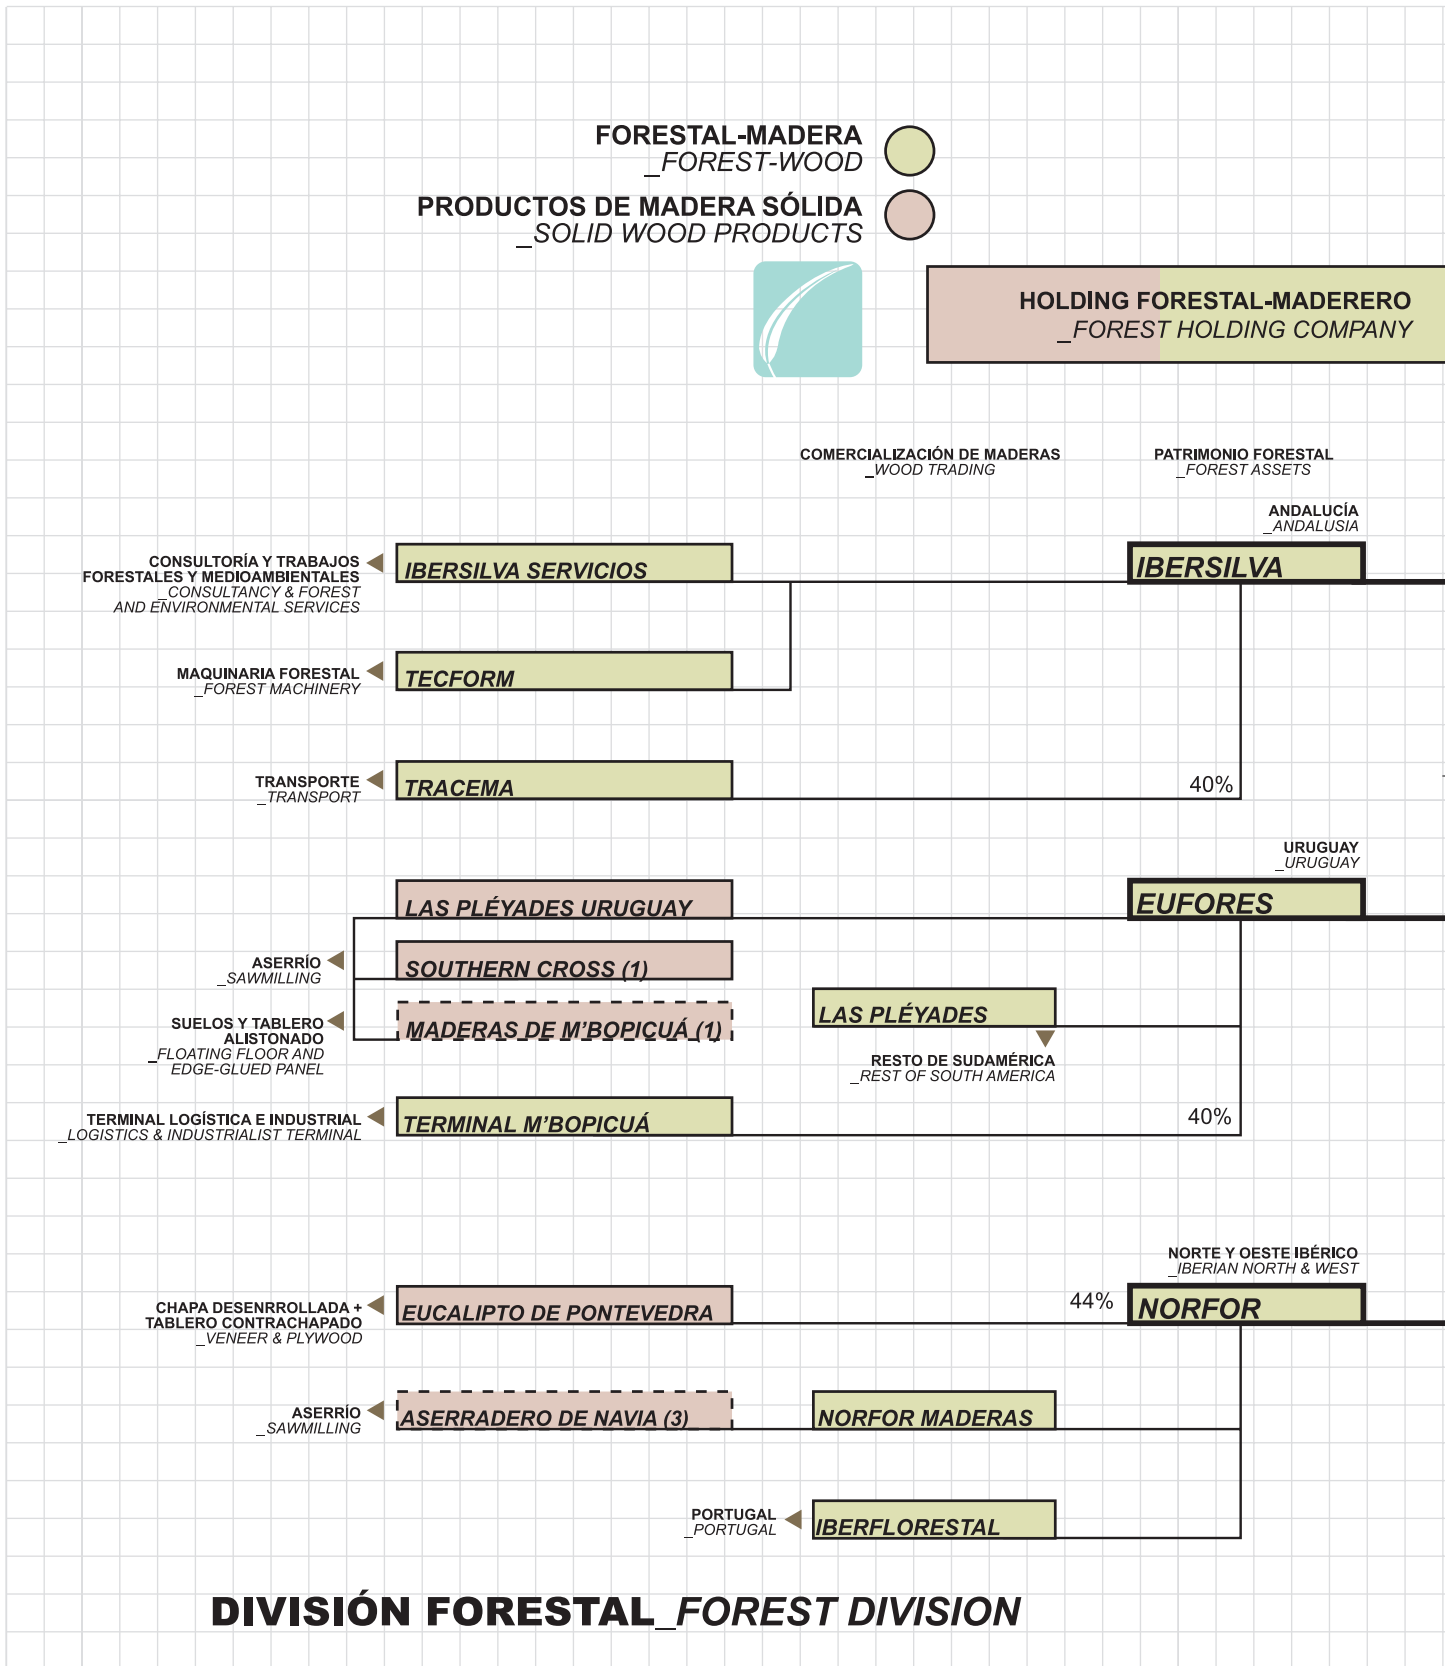 FORESTAL-MADERA
_FOREST-WOOD
PRODUCTOS DE MADERA SÓLIDA
_SOLID WOOD PRODUCTS
HOLDING FORESTAL-MADERERO
_FOREST HOLDING COMPANY
COMERCIALIZACIÓN DE MADERAS
_WOOD TRADING
PATRIMONIO FORESTAL
_FOREST ASSETS
ANDALUCÍA
_ANDALUSIA
IBERSILVA
CONSULTORÍA Y TRABAJOS
FORESTALES Y MEDIOAMBIENTALES
_CONSULTANCY & FOREST
AND ENVIRONMENTAL SERVICES
IBERSILVA SERVICIOS
MAQUINARIA FORESTAL
_FOREST MACHINERY
TECFORM
TRANSPORTE
_TRANSPORT
TRACEMA
40%
URUGUAY
_URUGUAY
EUFORES
LAS PLÉYADES URUGUAY
ASERRÍO
_SAWMILLING
SOUTHERN CROSS (1)
SUELOS Y TABLERO
ALISTONADO
_FLOATING FLOOR AND
EDGE-GLUED PANEL
MADERAS DE M'BOPICUÁ (1)
LAS PLÉYADES
RESTO DE SUDAMÉRICA
_REST OF SOUTH AMERICA
TERMINAL LOGÍSTICA E INDUSTRIAL
_LOGISTICS & INDUSTRIALIST TERMINAL
TERMINAL M'BOPICUÁ
40%
NORTE Y OESTE IBÉRICO
_IBERIAN NORTH & WEST
NORFOR
CHAPA DESENRROLLADA +
TABLERO CONTRACHAPADO
_VENEER & PLYWOOD
EUCALIPTO DE PONTEVEDRA
44%
ASERRÍO
_SAWMILLING
ASERRADERO DE NAVIA (3)
NORFOR MADERAS
PORTUGAL
_PORTUGAL
IBERFLORESTAL
DIVISIÓN FORESTAL_FOREST DIVISION